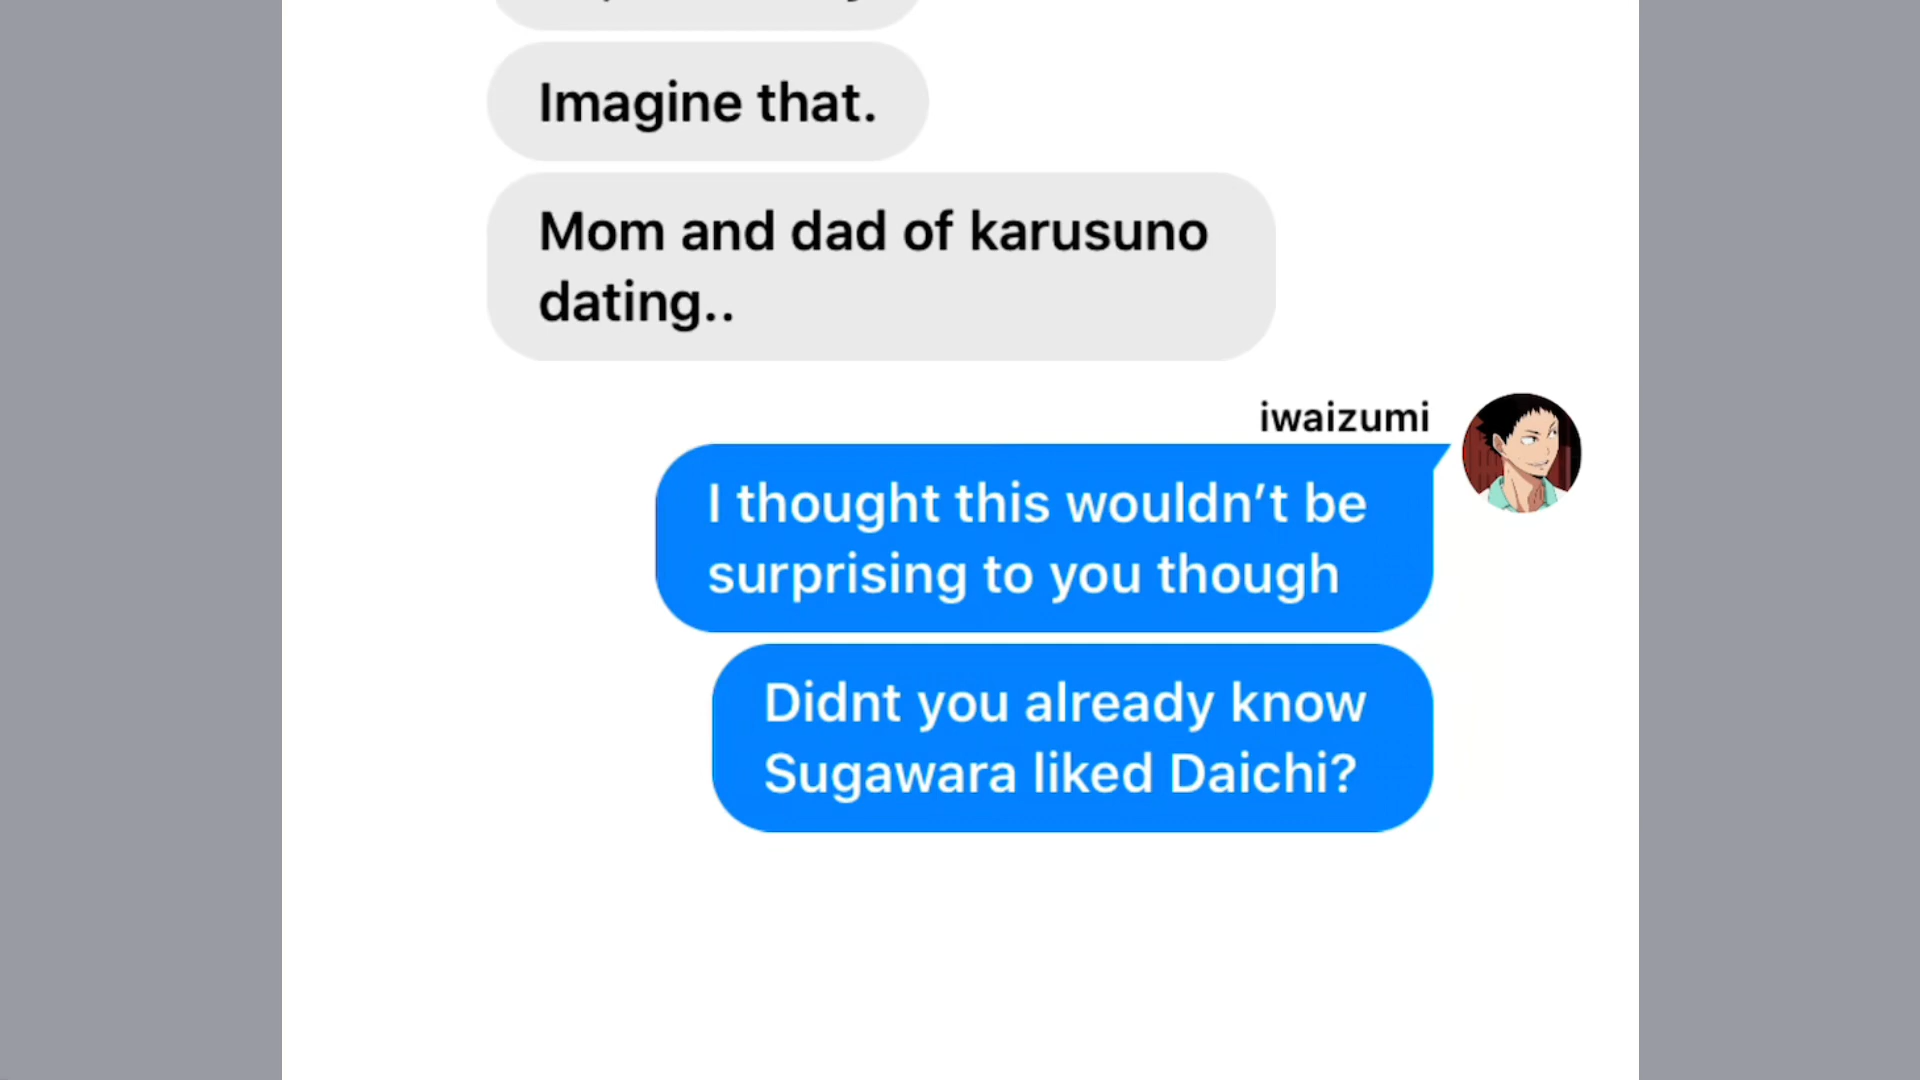 Imagine that.
Mom and dad of karusuno
dating..
iwaizumi
I thought this wouldn’t be
surprising to you though
Didnt you already know
Sugawara liked Daichi?